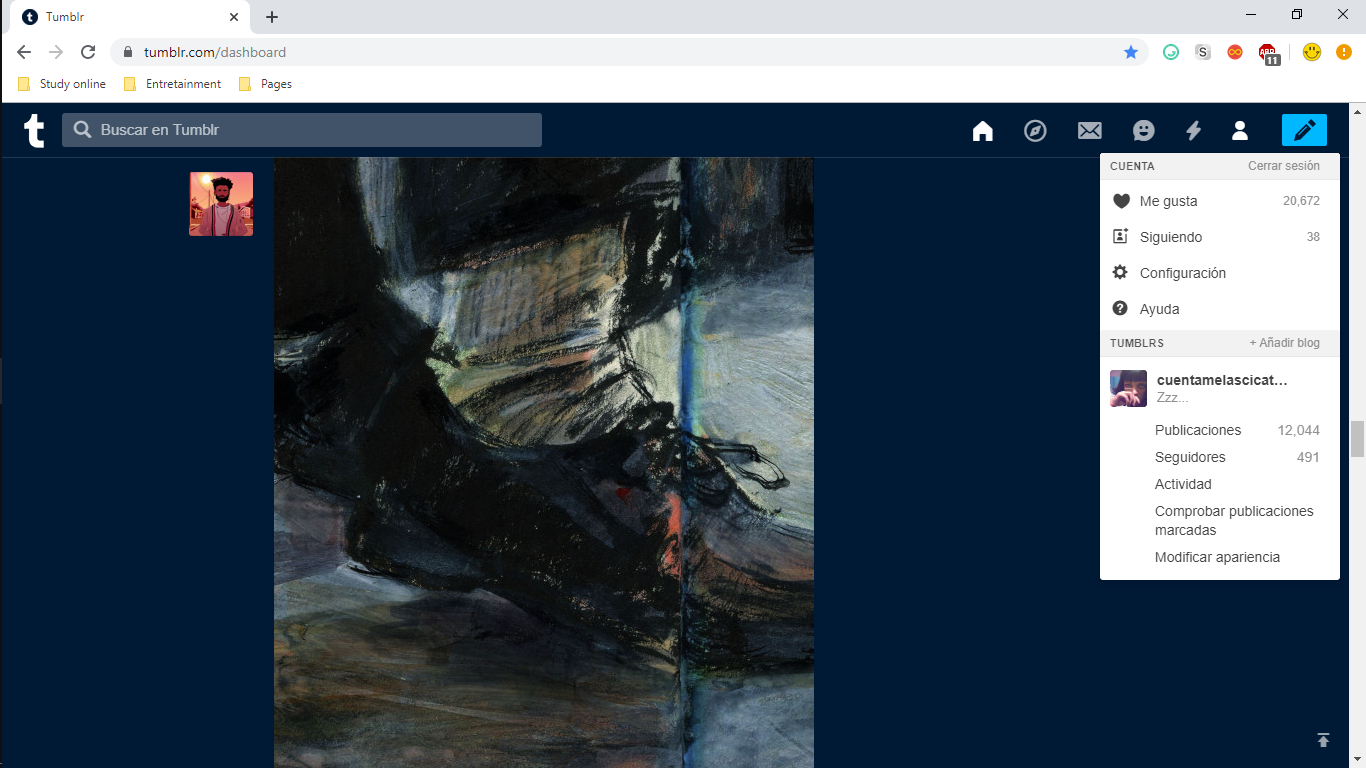 Tumblr
tumblr.com/dashboard
S
ABP
11
Study online
Entretainment
Pages
t
Buscar en Tumblr
CUENTA Cerrar sesión
Me gusta 20,672
Siguiendo 38
Configuración
Ayuda
TUMBLRS + Añadir blog
cuentamelascicat…
Zzz...
Publicaciones 12,044
Seguidores 491
Actividad
Comprobar publicaciones
marcadas
Modificar apariencia